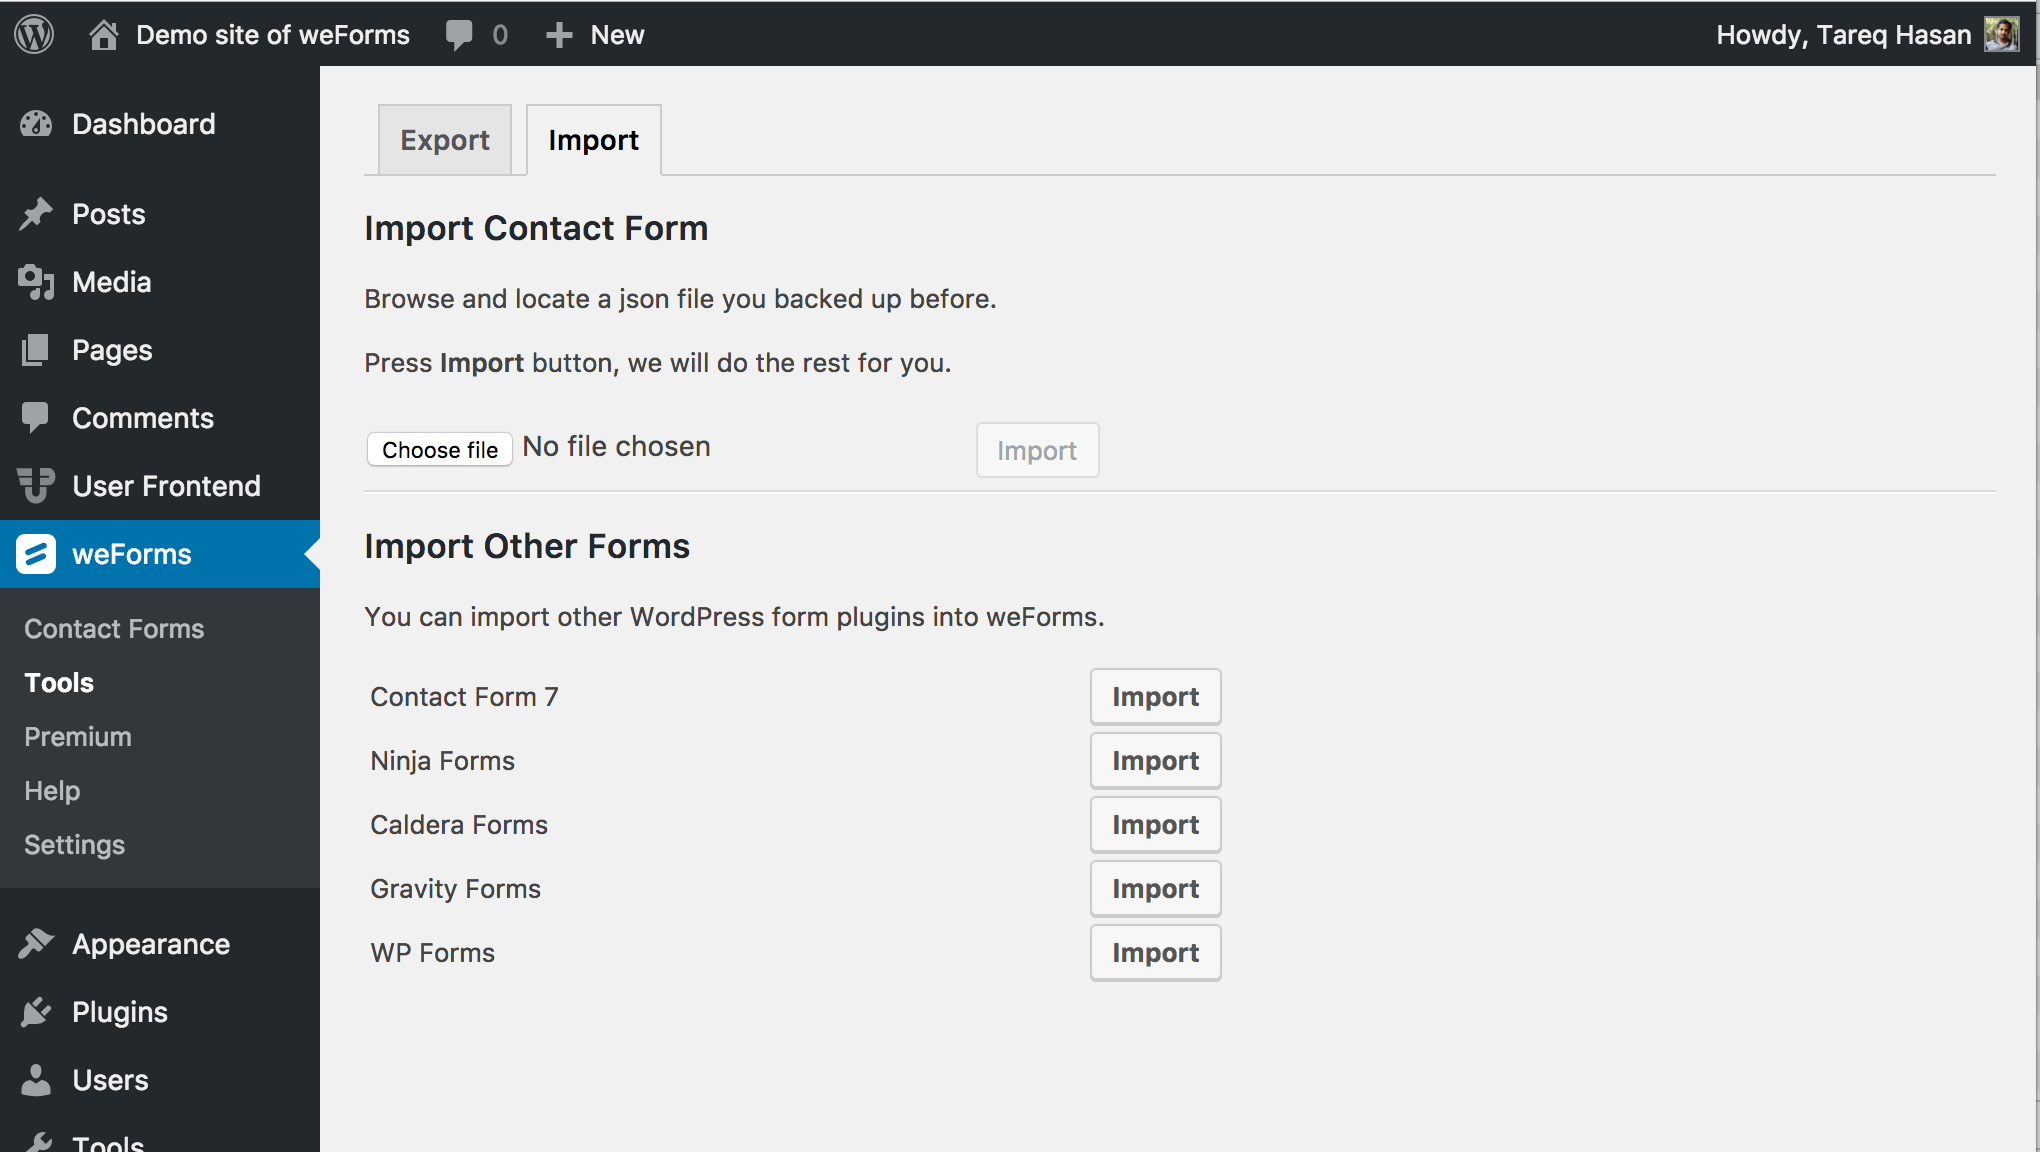 Demo site of weForms 0 New Howdy, Tareq Hasan
Dashboard
Posts
Media
Pages
Comments
User Frontend
weForms
Contact Forms
Tools
Premium
Help
Settings
Appearance
Plugins
Users
Tools
Export Import
Import Contact Form
Browse and locate a json file you backed up before.
Press Import button, we will do the rest for you.
Choose file No file chosen Import
Import Other Forms
You can import other WordPress form plugins into weForms.
Contact Form 7 Import
Ninja Forms Import
Caldera Forms Import
Gravity Forms Import
WP Forms Import